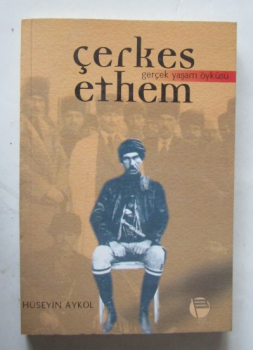 çerkes
gerçek yaşam öyküsü
ethem
HÜSEYİN AYKOL